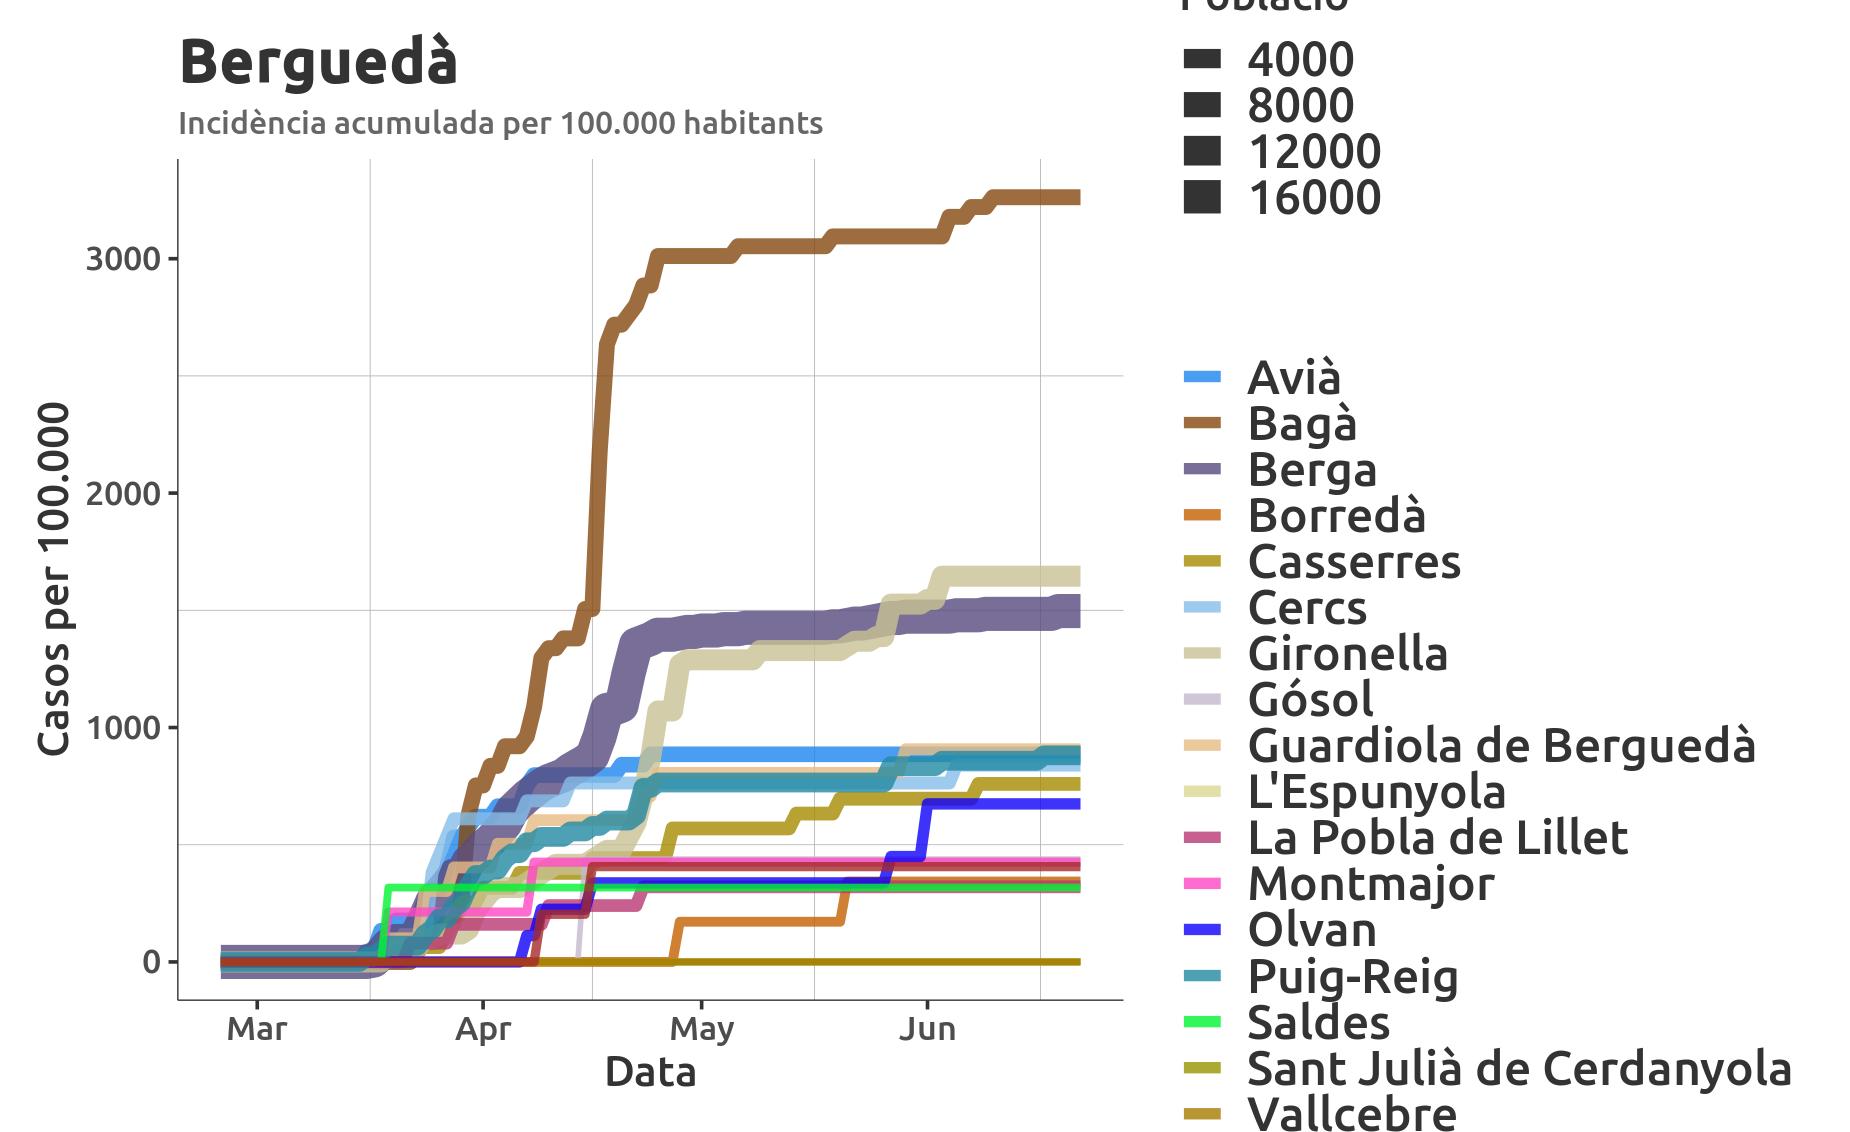 Berguedà
Incidència acumulada per 100.000 habitants
Casos per 100.000
3000
2000
1000
0
Mar Apr May Jun
Data
Població
4000
8000
12000
16000
Avià
Bagà
Berga
Borredà
Casserres
Cercs
Gironella
Gósol
Guardiola de Berguedà
L'Espunyola
La Pobla de Lillet
Montmajor
Olvan
Puig-Reig
Saldes
Sant Julià de Cerdanyola
Vallcebre